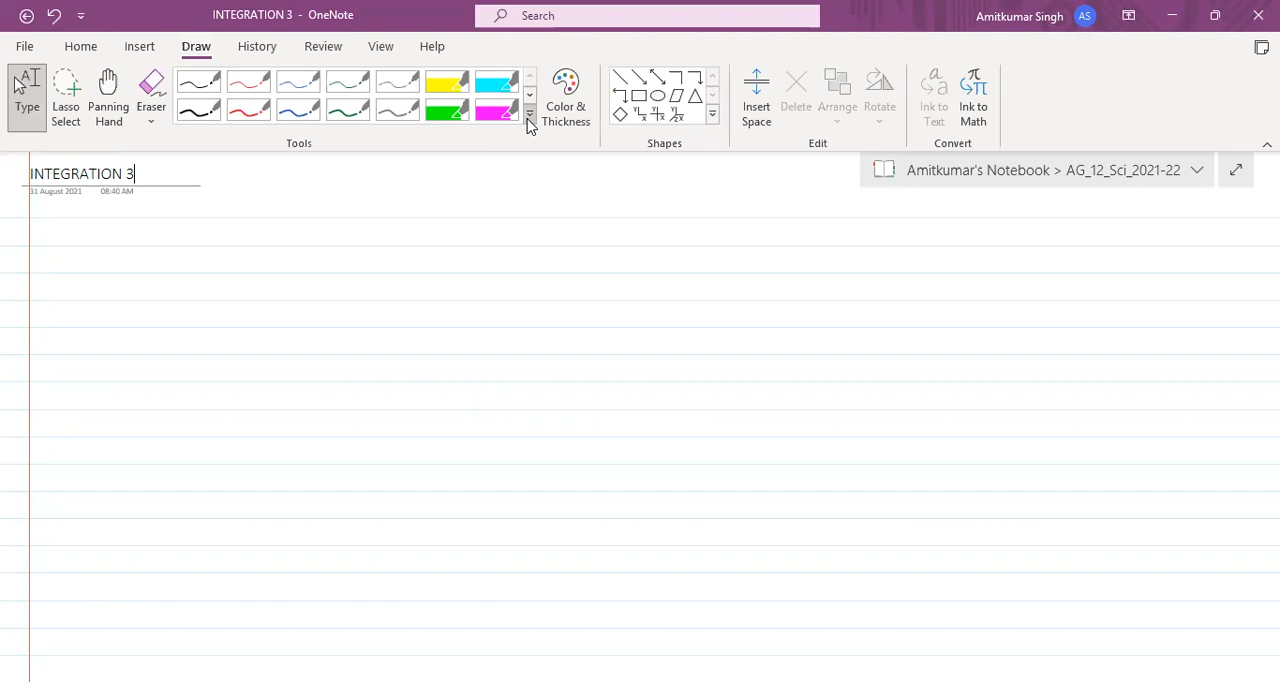 INTEGRATION 3 - OneNote
Search
Amitkumar Singh AS
File Home Insert Draw History Review View Help
Type
Lasso Select
Panning Hand
Eraser
Color & Thickness
Insert Space
Delete
Arrange
Rotate
Ink to Text
Ink to Math
Tools Shapes Edit Convert
INTEGRATION 3
31 August 2021 08:40 AM
Amitkumar's Notebook > AG_12_Sci_2021-22